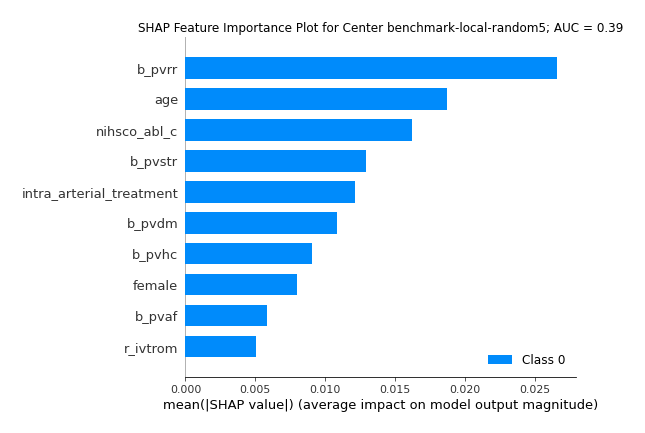 SHAP Feature Importance Plot for Center benchmark-local-random5; AUC = 0.39
b_pvrr
age
nihsco_abl_c
b_pvstr
intra_arterial_treatment
b_pvdm
b_pvhc
female
b_pvaf
r_ivtrom
Class 0
0.000 0.005 0.010 0.015 0.020 0.025
mean(|SHAP value|) (average impact on model output magnitude)